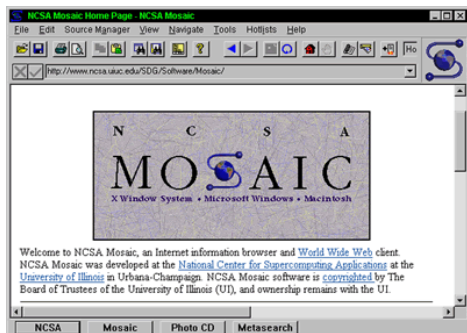 NCSA Mosaic Home Page - NCSA Mosaic
File Edit Source Manager View Navigate Tools Hotlists Help
Ho
http://www.ncsa.uiuc.edu/SDG/Software/Mosaic/
N C S A
MOSAIC
X Window System • Microsoft Windows • Macintosh
Welcome to NCSA Mosaic, an Internet information browser and World Wide Web client.
NCSA Mosaic was developed at the National Center for Supercomputing Applications at the
University of Illinois in Urbana-Champaign. NCSA Mosaic software is copyrighted by The
Board of Trustees of the University of Illinois (UI), and ownership remains with the UI.
NCSA Mosaic Photo CD Metasearch